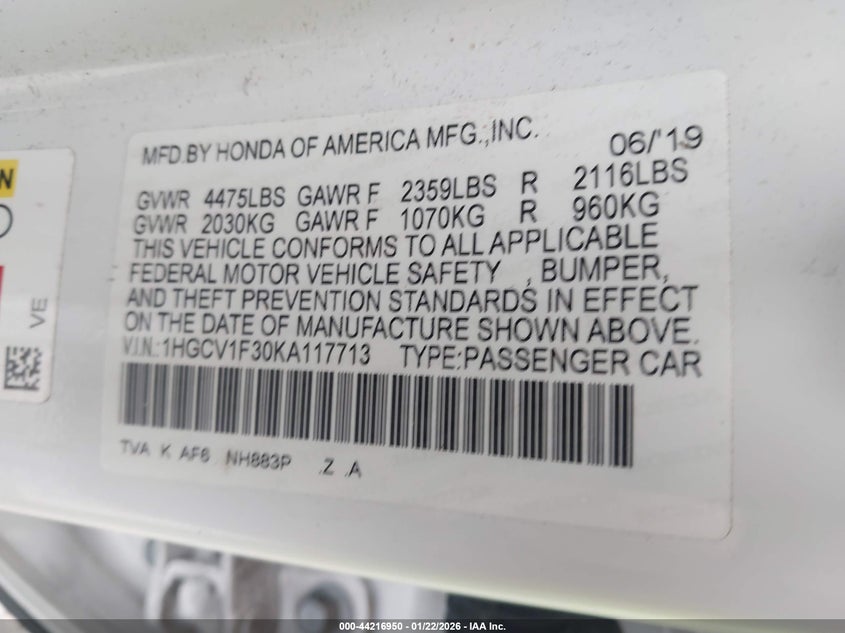 MFD.BY HONDA OF AMERICA MFG.,INC. 06/'19
GVWR 4475LBS GAWR F 2359LBS R 2116LBS
GVWR 2030KG GAWR F 1070KG R 960KG
THIS VEHICLE CONFORMS TO ALL APPLICABLE
FEDERAL MOTOR VEHICLE SAFETY , BUMPER,
AND THEFT PREVENTION STANDARDS IN EFFECT
ON THE DATE OF MANUFACTURE SHOWN ABOVE.
V.I.N.:1HGCV1F30KA117713 TYPE:PASSENGER CAR
TVA K AF6 NH883P .Z .A
VE
000-44216950 | 01/22/2026 | IAA Inc.